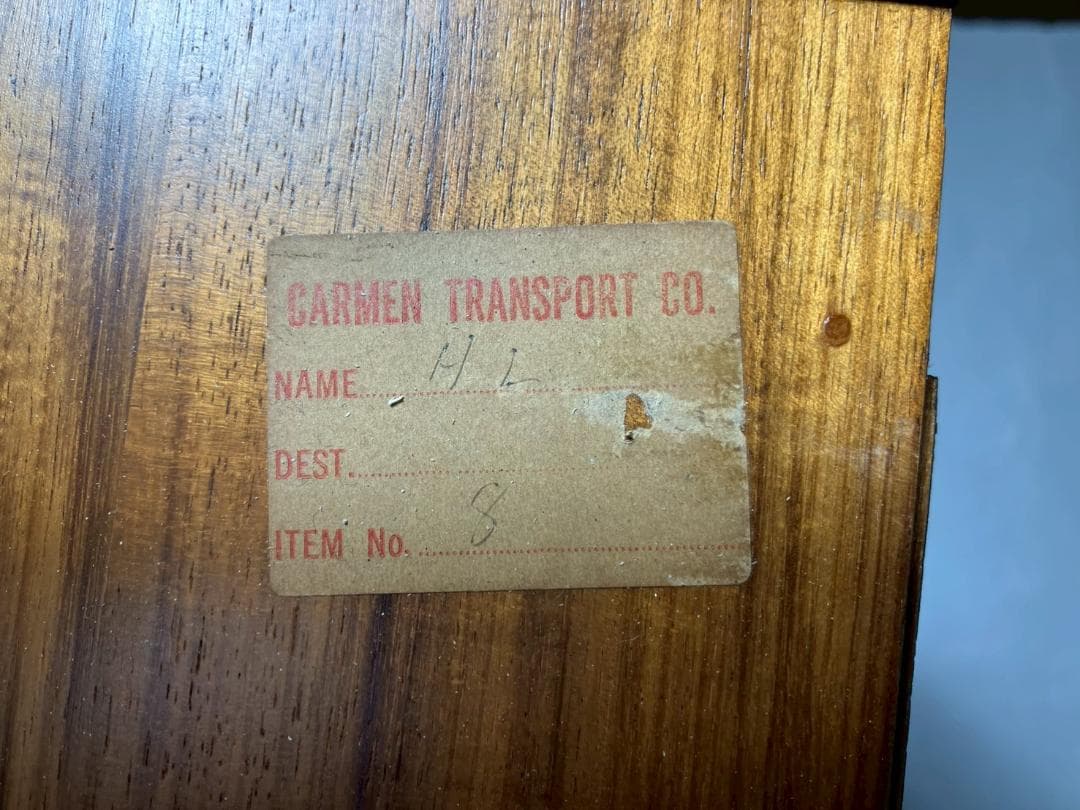 CARMEN TRANSPORT CO.
NAME.......H L.......
DEST.......
ITEM No.......8.......